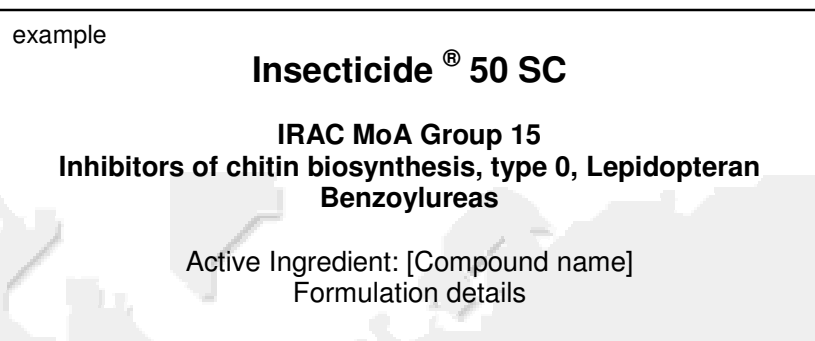 example
Insecticide ® 50 SC
IRAC MoA Group 15
Inhibitors of chitin biosynthesis, type 0, Lepidopteran
Benzoylureas
Active Ingredient: [Compound name]
Formulation details